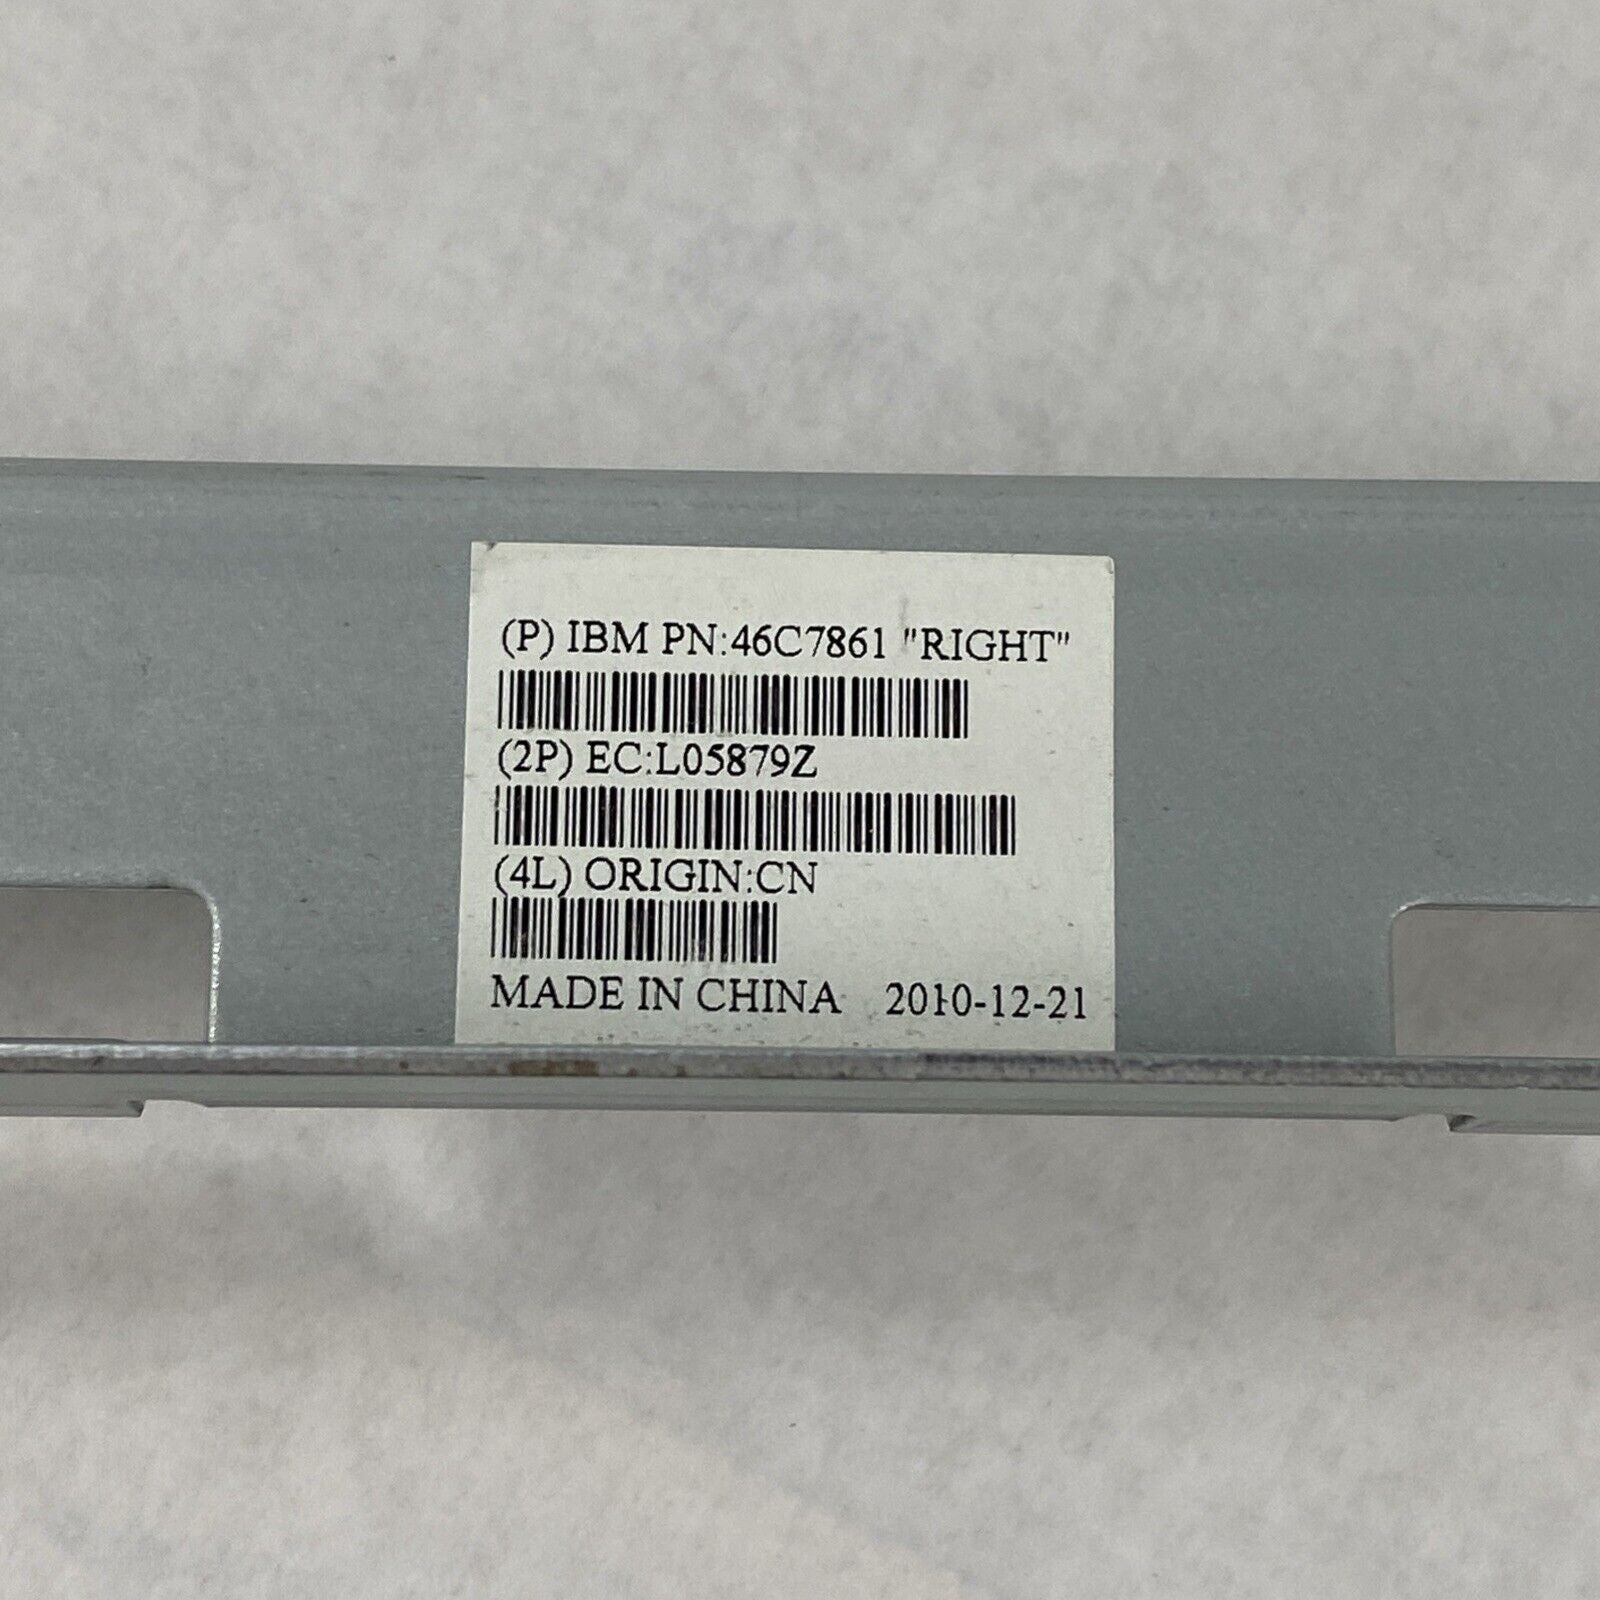 (P) IBM PN:46C7861 "RIGHT"
(2P) EC:L05879Z
(4L) ORIGIN:CN
MADE IN CHINA 2010-12-21